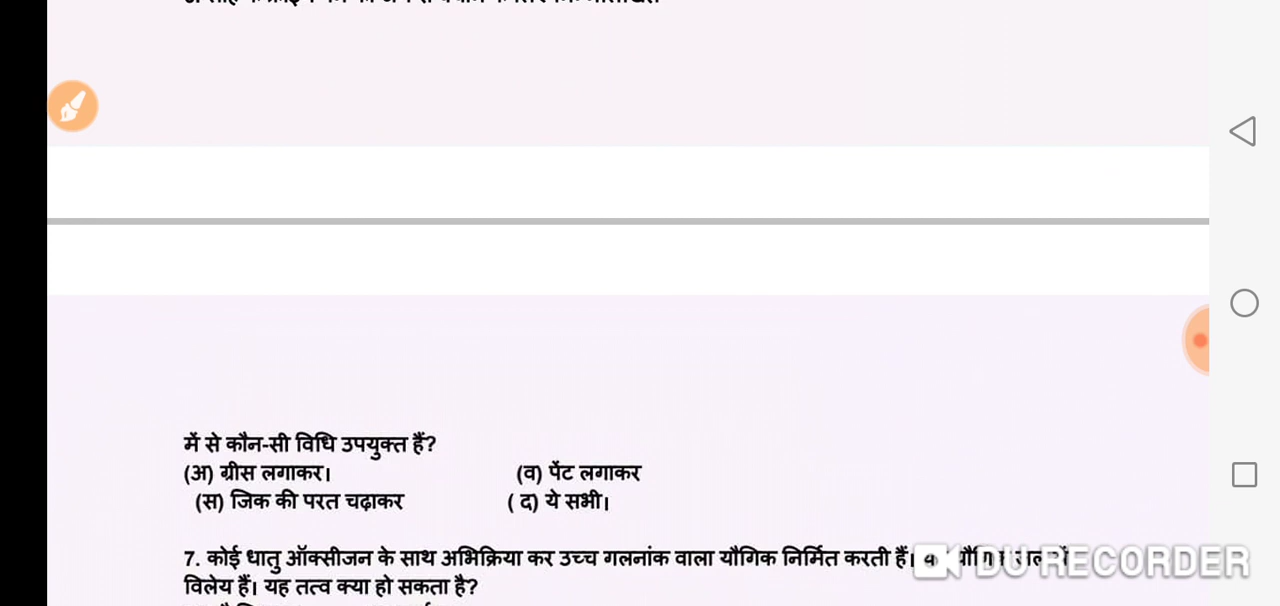 में से कौन-सी विधि उपयुक्त हैं?
(अ) ग्रीस लगाकर। (व) पेंट लगाकर
(स) जिक की परत चढ़ाकर ( द) ये सभी।
7. कोई धातु ऑक्सीजन के साथ अभिक्रिया कर उच्च गलनांक वाला यौगिक निर्मित करती हैं।
DU RECORDER
विलेय हैं। यह तत्व क्या हो सकता है?